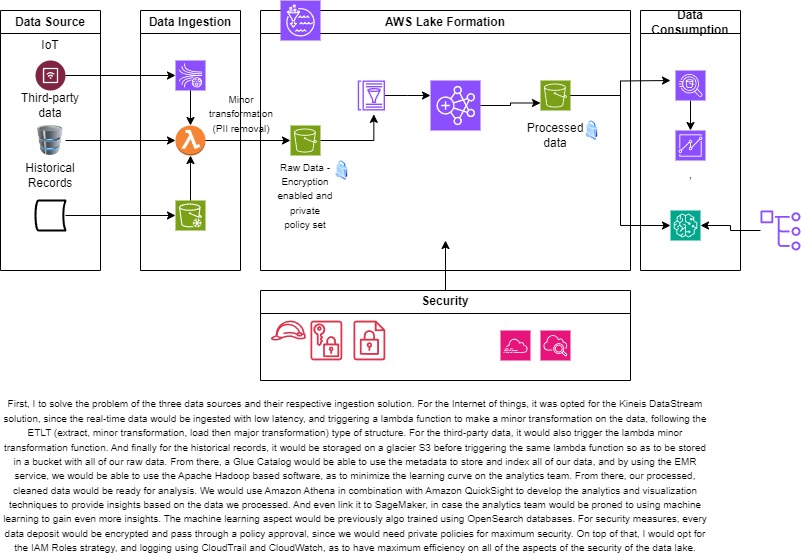 Data Source
Data Ingestion
AWS Lake Formation
Data
Consumption
IoT
Third-party
data
Historical
Records
Minor
transformation
(PII removal)
Raw Data -
Encryption
enabled and
private
policy set
Processed
data
,
Security
First, I to solve the problem of the three data sources and their respective ingestion solution. For the Internet of things, it was opted for the Kineis DataStream
solution, since the real-time data would be ingested with low latency, and triggering a lambda function to make a minor transformation on the data, following the
ETLT (extract, minor transformation, load then major transformation) type of structure. For the third-party data, it would also trigger the lambda minor
transformation function. And finally for the historical records, it would be storaged on a glacier S3 before triggering the same lambda function so as to be stored
in a bucket with all of our raw data. From there, a Glue Catalog would be able to use the metadata to store and index all of our data, and by using the EMR
service, we would be able to use the Apache Hadoop based software, as to minimize the learning curve on the analytics team. From there, our processed,
cleaned data would be ready for analysis. We would use Amazon Athena in combination with Amazon QuickSight to develop the analytics and visualization
techniques to provide insights based on the data we processed. And even link it to SageMaker, in case the analytics team would be proned to using machine
learning to gain even more insights. The machine learning aspect would be previously algo trained using OpenSearch databases. For security measures, every
data deposit would be encrypted and pass through a policy approval, since we would need private policies for maximum security. On top of that, I would opt for
the IAM Roles strategy, and logging using CloudTrail and CloudWatch, as to have maximum efficiency on all of the aspects of the security of the data lake.